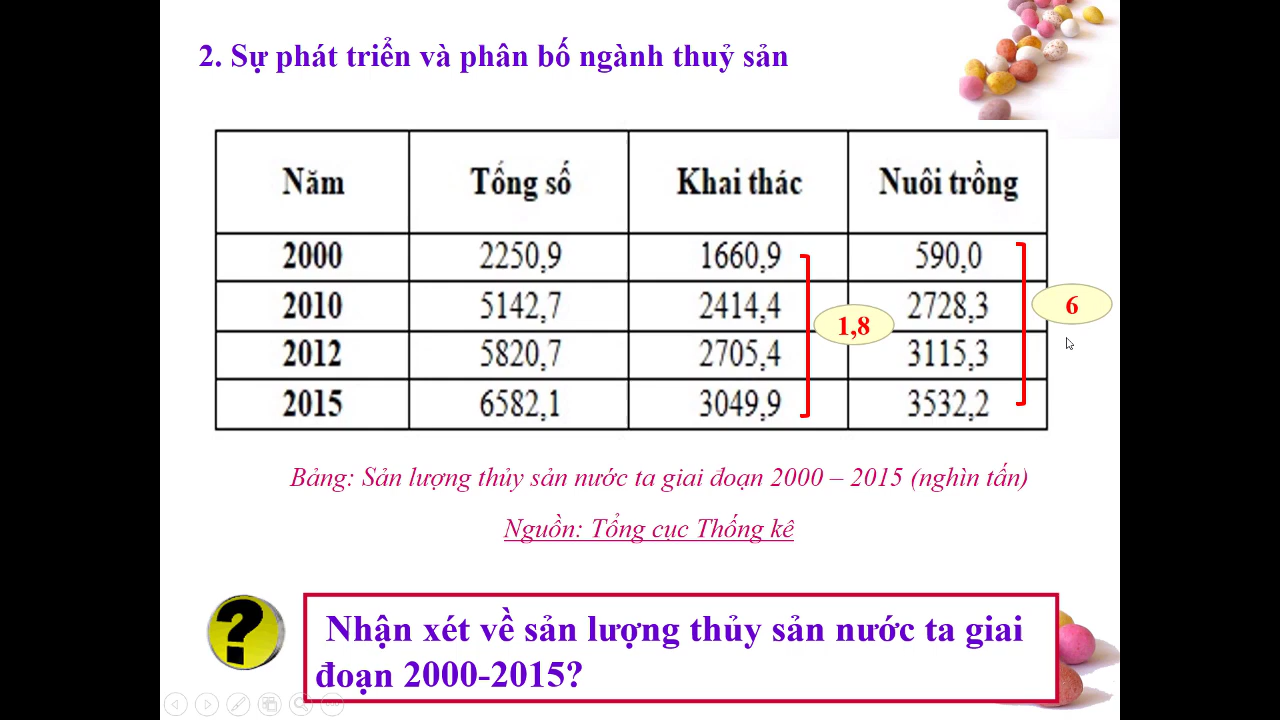 2. Sự phát triển và phân bố ngành thuỷ sản
Năm Tống số Khai thác Nuôi trồng
2000 2250,9 1660,9 590,0
2010 5142,7 2414,4 2728,3
2012 5820,7 2705,4 3115,3
2015 6582,1 3049,9 3532,2
1,8
6
Bảng: Sản lượng thủy sản nước ta giai đoạn 2000 – 2015 (nghìn tấn)
Nguồn: Tổng cục Thống kê
?
Nhận xét về sản lượng thủy sản nước ta giai
đoạn 2000-2015?